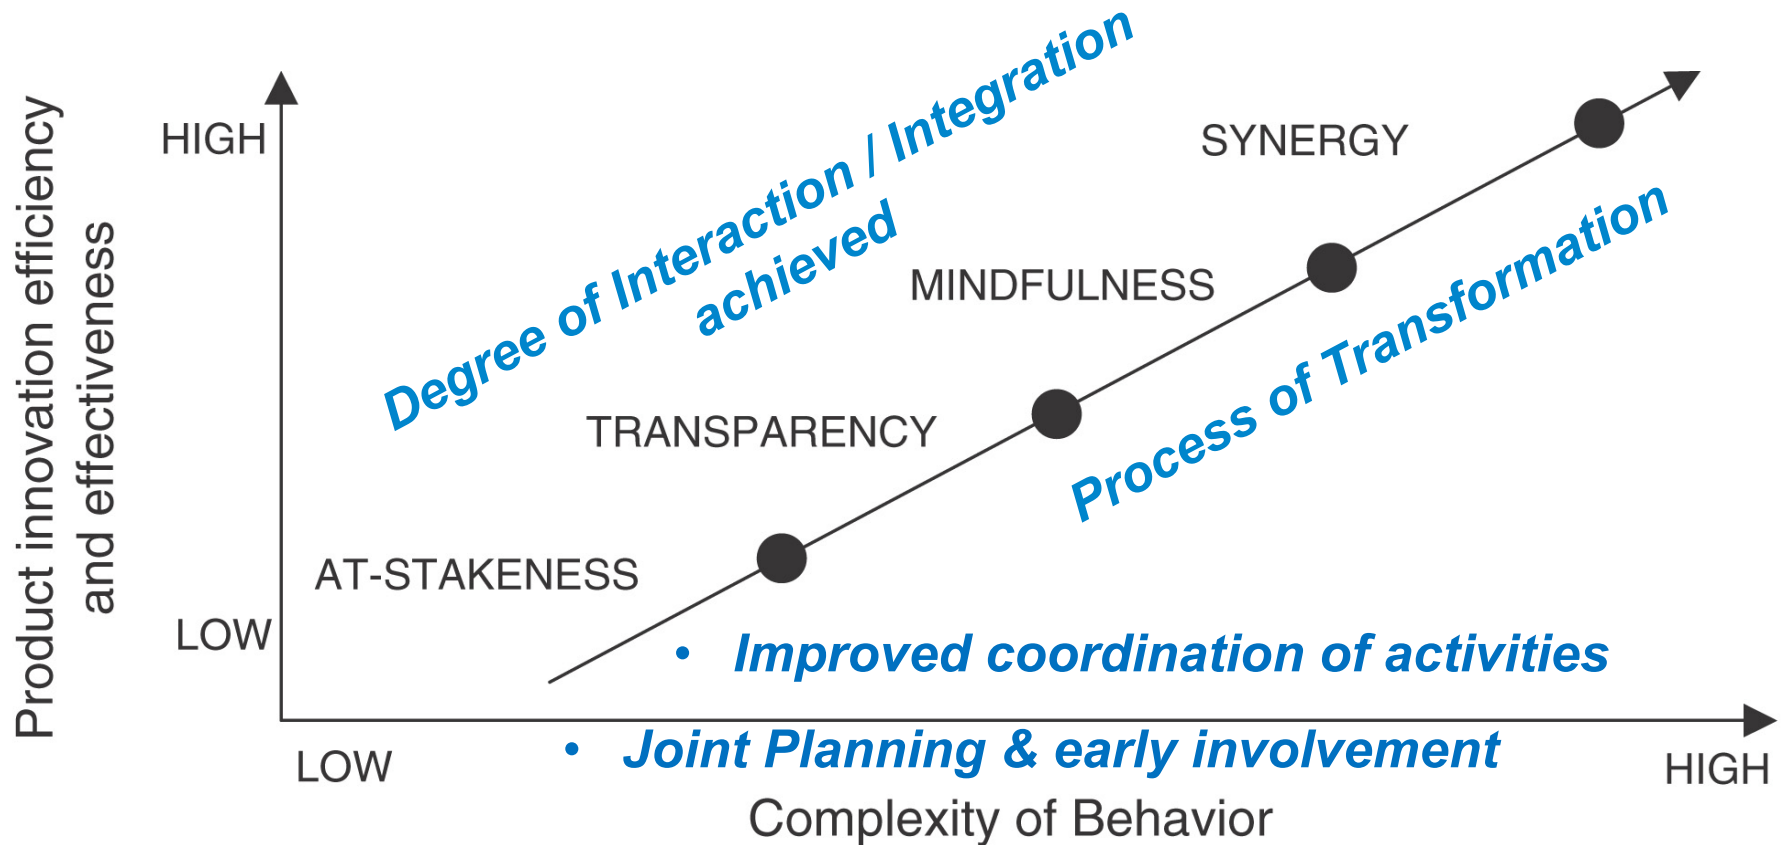 Product innovation efficiency
and effectiveness
HIGH
LOW
Degree of Interaction / Integration
achieved
SYNERGY
MINDFULNESS
TRANSPARENCY
AT-STAKENESS
Process of Transformation
• Improved coordination of activities
• Joint Planning & early involvement
LOW
HIGH
Complexity of Behavior